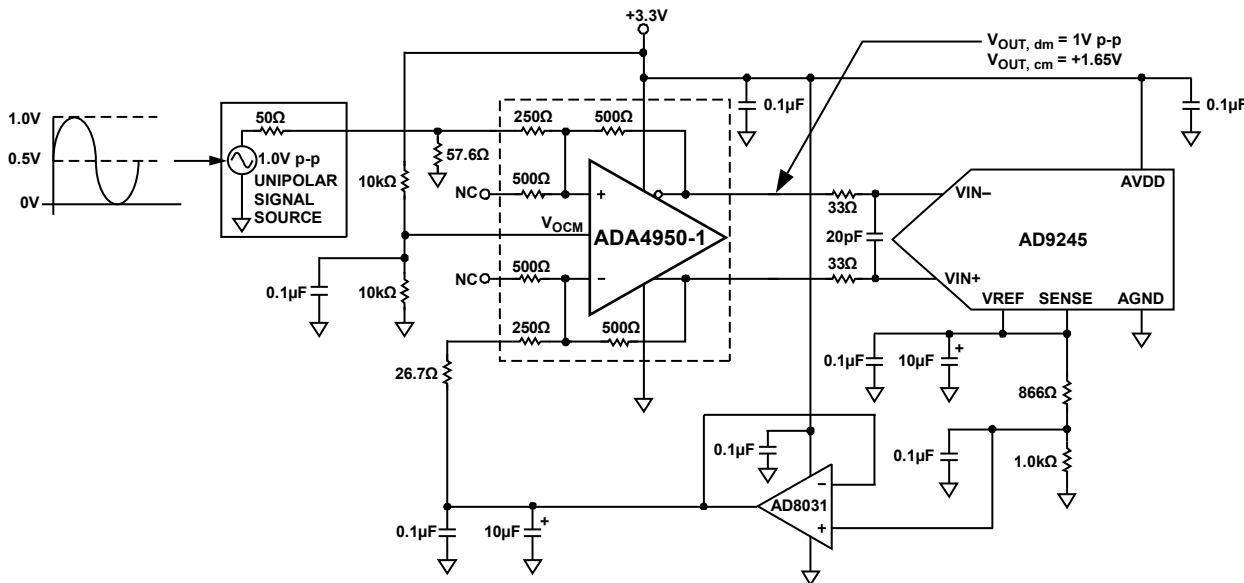 +3.3V
VOUT, dm = 1V p-p
VOUT, cm = +1.65V
1.0V
0.5V
0V
50Ω
1.0V p-p
UNIPOLAR
SIGNAL
SOURCE
57.6Ω
10kΩ
0.1µF
10kΩ
250Ω
500Ω
NC
500Ω
+
VOCM
ADA4950-1
NC
500Ω
–
250Ω
500Ω
26.7Ω
0.1µF
0.1µF
33Ω
20pF
33Ω
VIN–
AVDD
AD9245
VIN+
VREF
SENSE
AGND
0.1µF
10µF
+
866Ω
0.1µF
1.0kΩ
0.1µF
–
AD8031
+
0.1µF
10µF
+